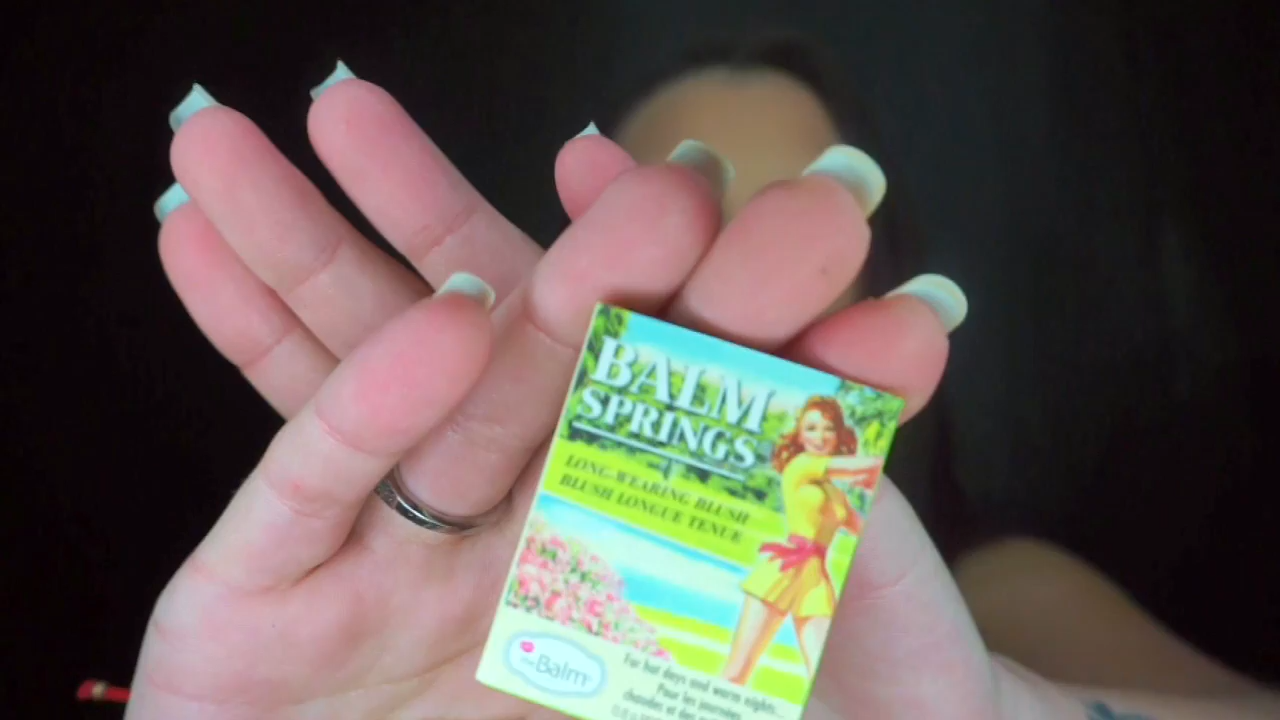 BALM
SPRINGS
LONG-WEARING BLUSH
BLUSH LONGUE TENUE
theBalm
For hot days and warm nights...
Pour les journées
chaudes et des